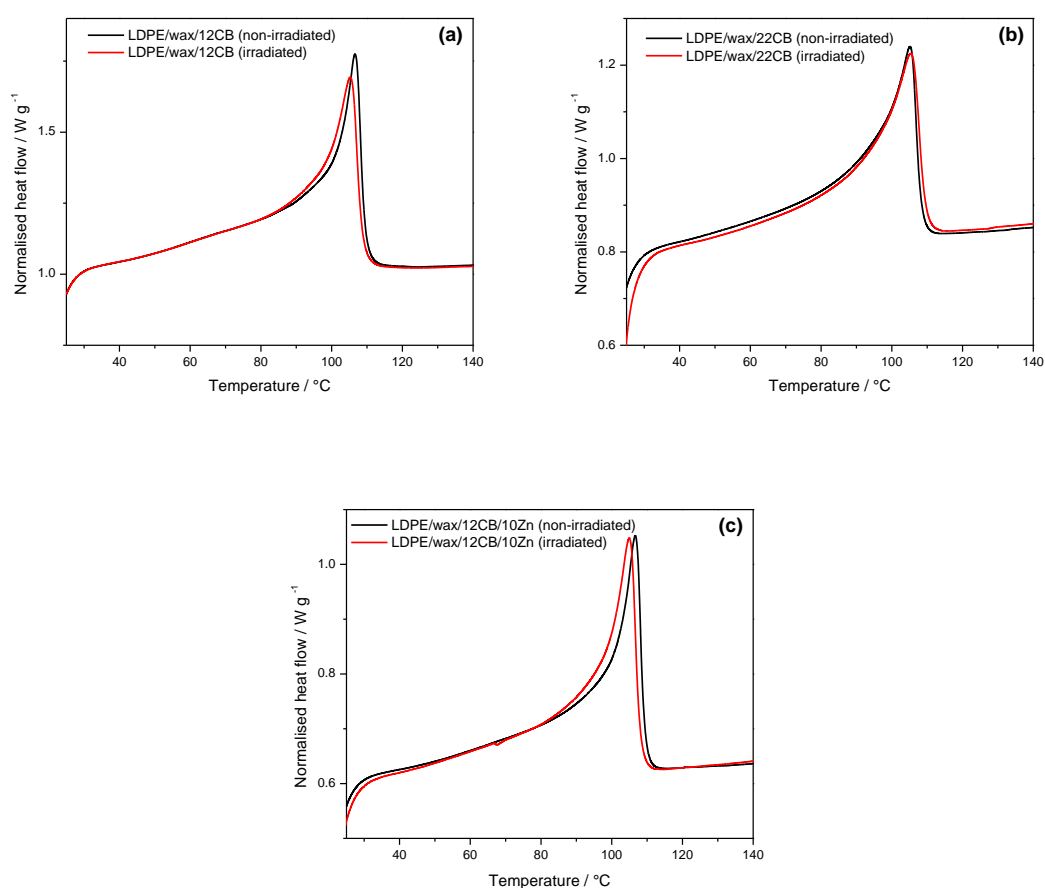 LDPE/wax/12CB (non-irradiated)
LDPE/wax/12CB (irradiated)
(a)
1.5
1.0
Normalised heat flow / W g⁻¹
40 60 80 100 120 140
Temperature / °C
LDPE/wax/22CB (non-irradiated)
LDPE/wax/22CB (irradiated)
(b)
1.2
1.0
0.8
0.6
Normalised heat flow / W g⁻¹
40 60 80 100 120 140
Temperature / °C
LDPE/wax/12CB/10Zn (non-irradiated)
LDPE/wax/12CB/10Zn (irradiated)
(c)
1.0
0.8
0.6
Normalised heat flow / W g⁻¹
40 60 80 100 120 140
Temperature / °C